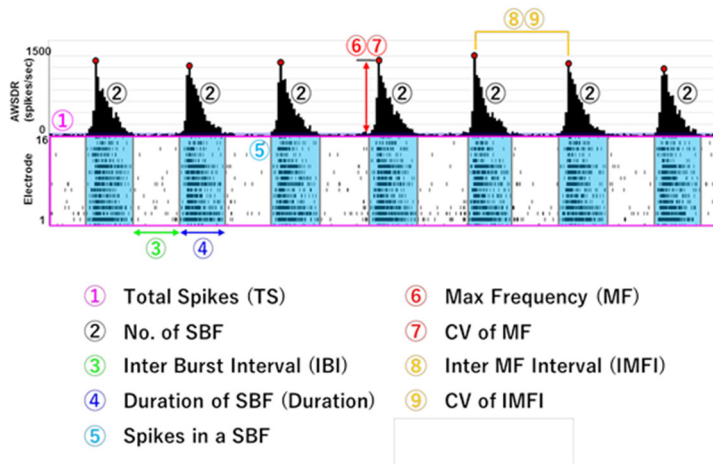 ⑧⑨
1500
⑥⑦
AWSDR
(spikes/sec)
② ② ② ② ② ② ②
①
0
16
⑤
Electrode
1
③ ④
① Total Spikes (TS)
② No. of SBF
③ Inter Burst Interval (IBI)
④ Duration of SBF (Duration)
⑤ Spikes in a SBF
⑥ Max Frequency (MF)
⑦ CV of MF
⑧ Inter MF Interval (IMFI)
⑨ CV of IMFI